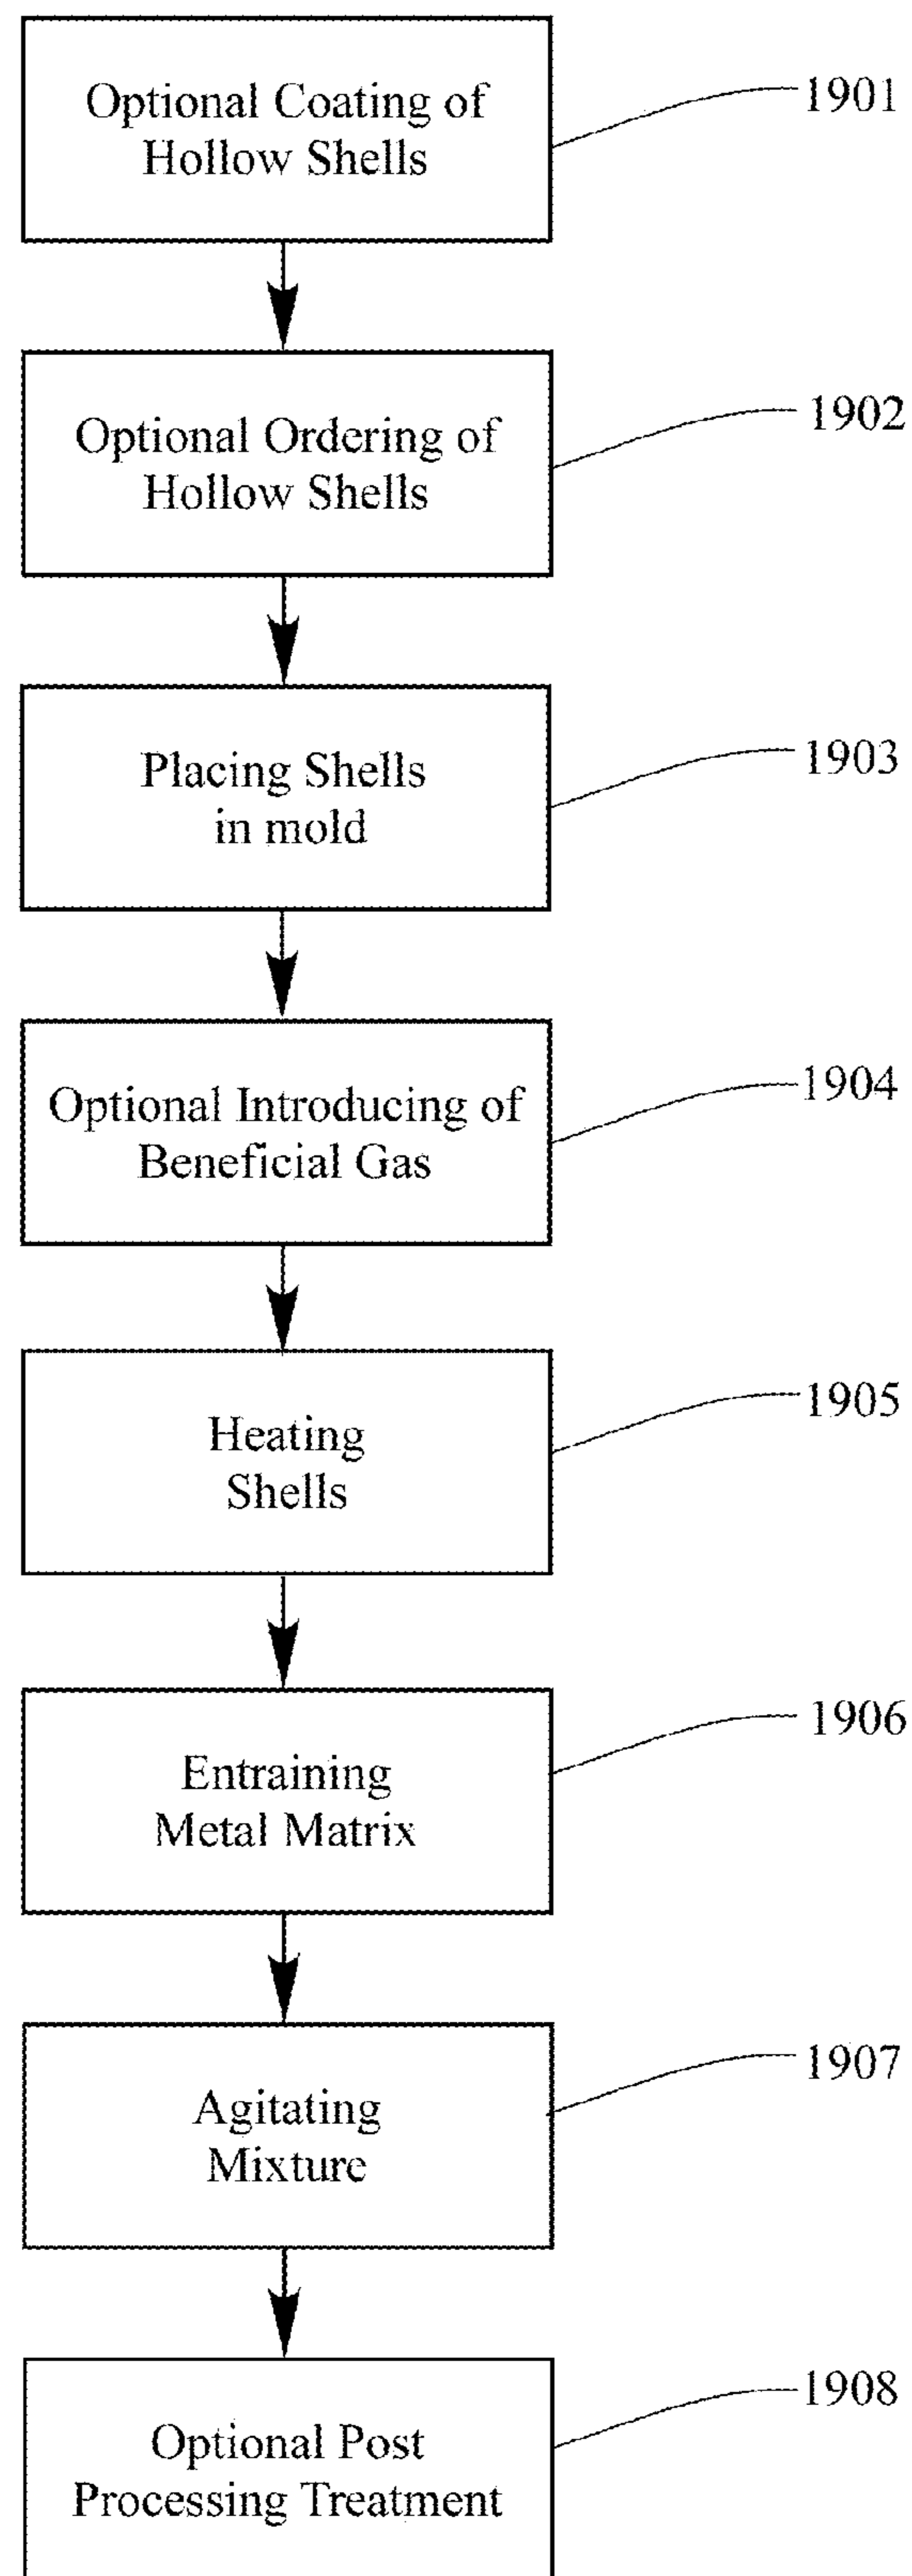 Optional Coating of
Hollow Shells
1901
Optional Ordering of
Hollow Shells
1902
Placing Shells
in mold
1903
Optional Introducing of
Beneficial Gas
1904
Heating
Shells
1905
Entraining
Metal Matrix
1906
Agitating
Mixture
1907
Optional Post
Processing Treatment
1908